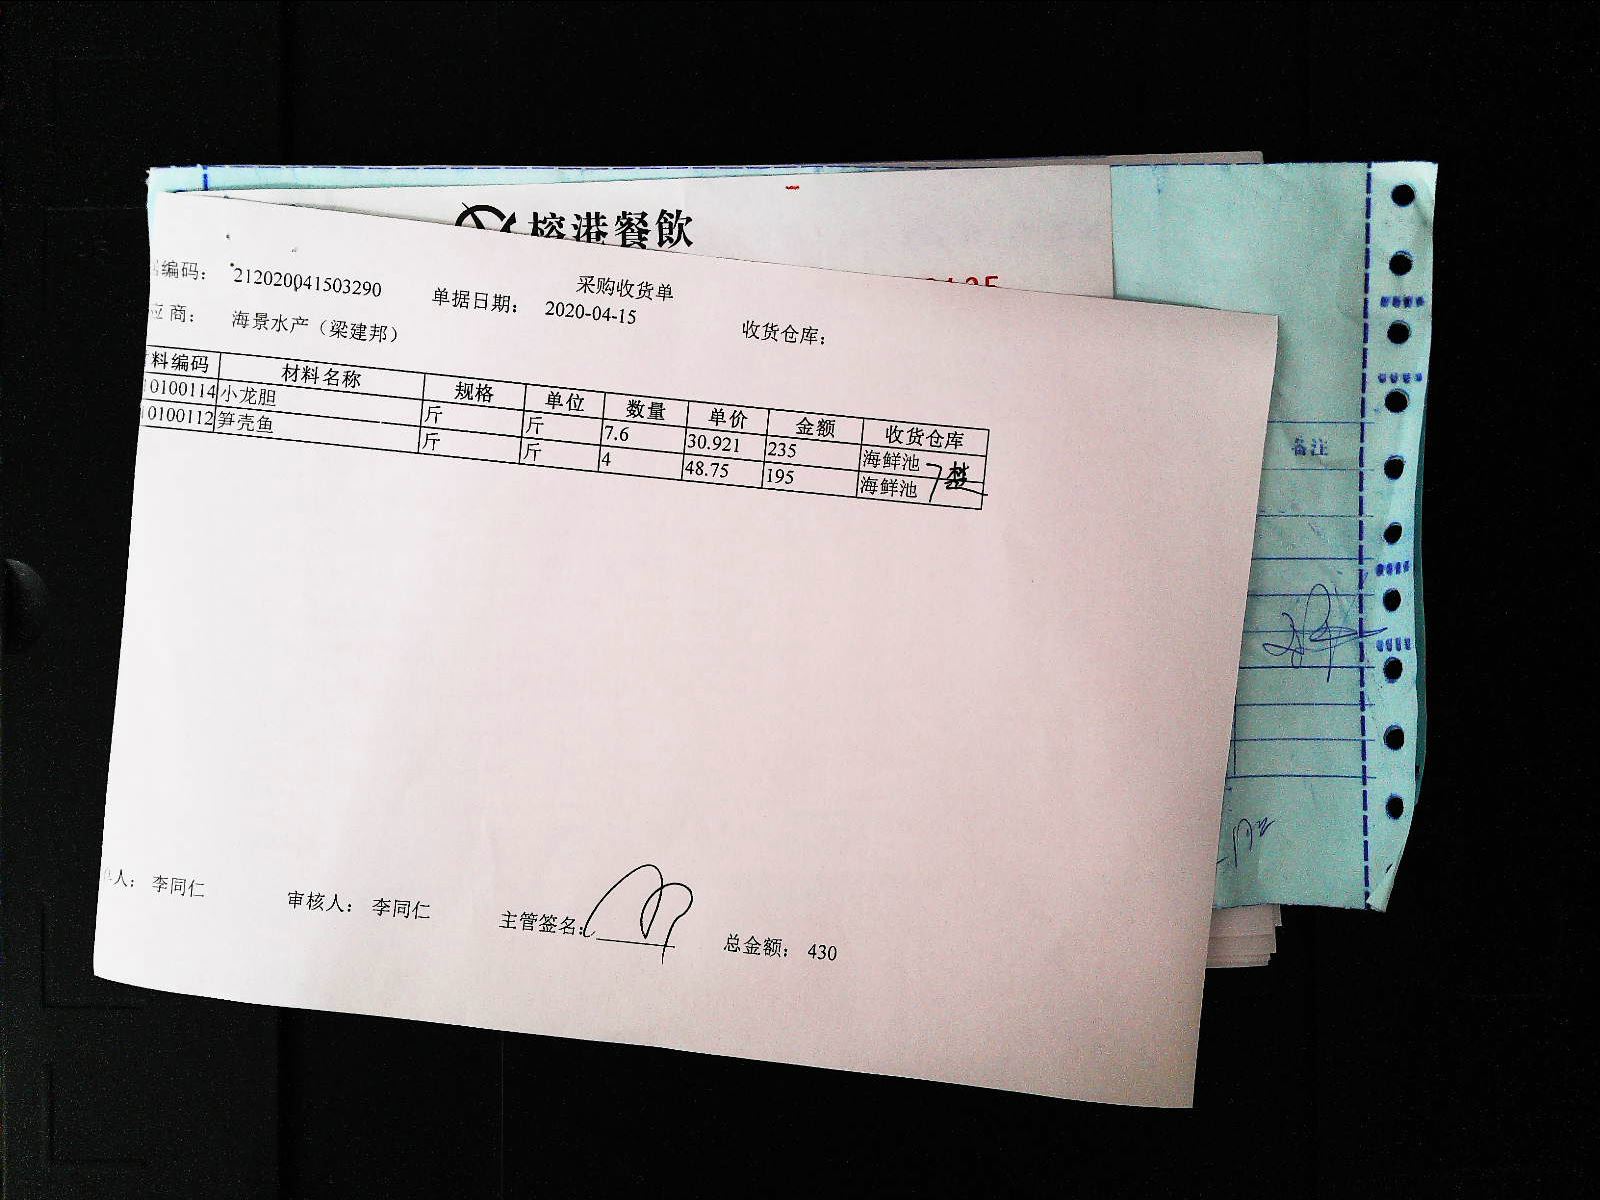 榕港餐飲
采购收货单
编码： 212020041503290 单据日期： 2020-04-15 收货仓库：
应商： 海景水产（梁建邦）
料编码 材料名称 规格 单位 数量 单价 金额 收货仓库
0100114 小龙胆 斤 斤 7.6 30.921 235 海鲜池
0100112 笋壳鱼 斤 斤 4 48.75 195 海鲜池
备注
人： 李同仁 审核人： 李同仁 主管签名： 总金额： 430